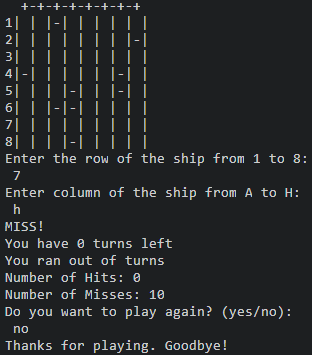 +-+-+-+-+-+-+-+
1| | |-| | | | | |
2| | | | | | | |-|
3| | | | | | | | |
4|-| | | | | |-| |
5| | | |-| | |-| |
6| | |-|-| | | | |
7| | | | | | | | |
8| | | |-| | | | |
Enter the row of the ship from 1 to 8:
7
Enter column of the ship from A to H:
h
MISS!
You have 0 turns left
You ran out of turns
Number of Hits: 0
Number of Misses: 10
Do you want to play again? (yes/no):
no
Thanks for playing. Goodbye!